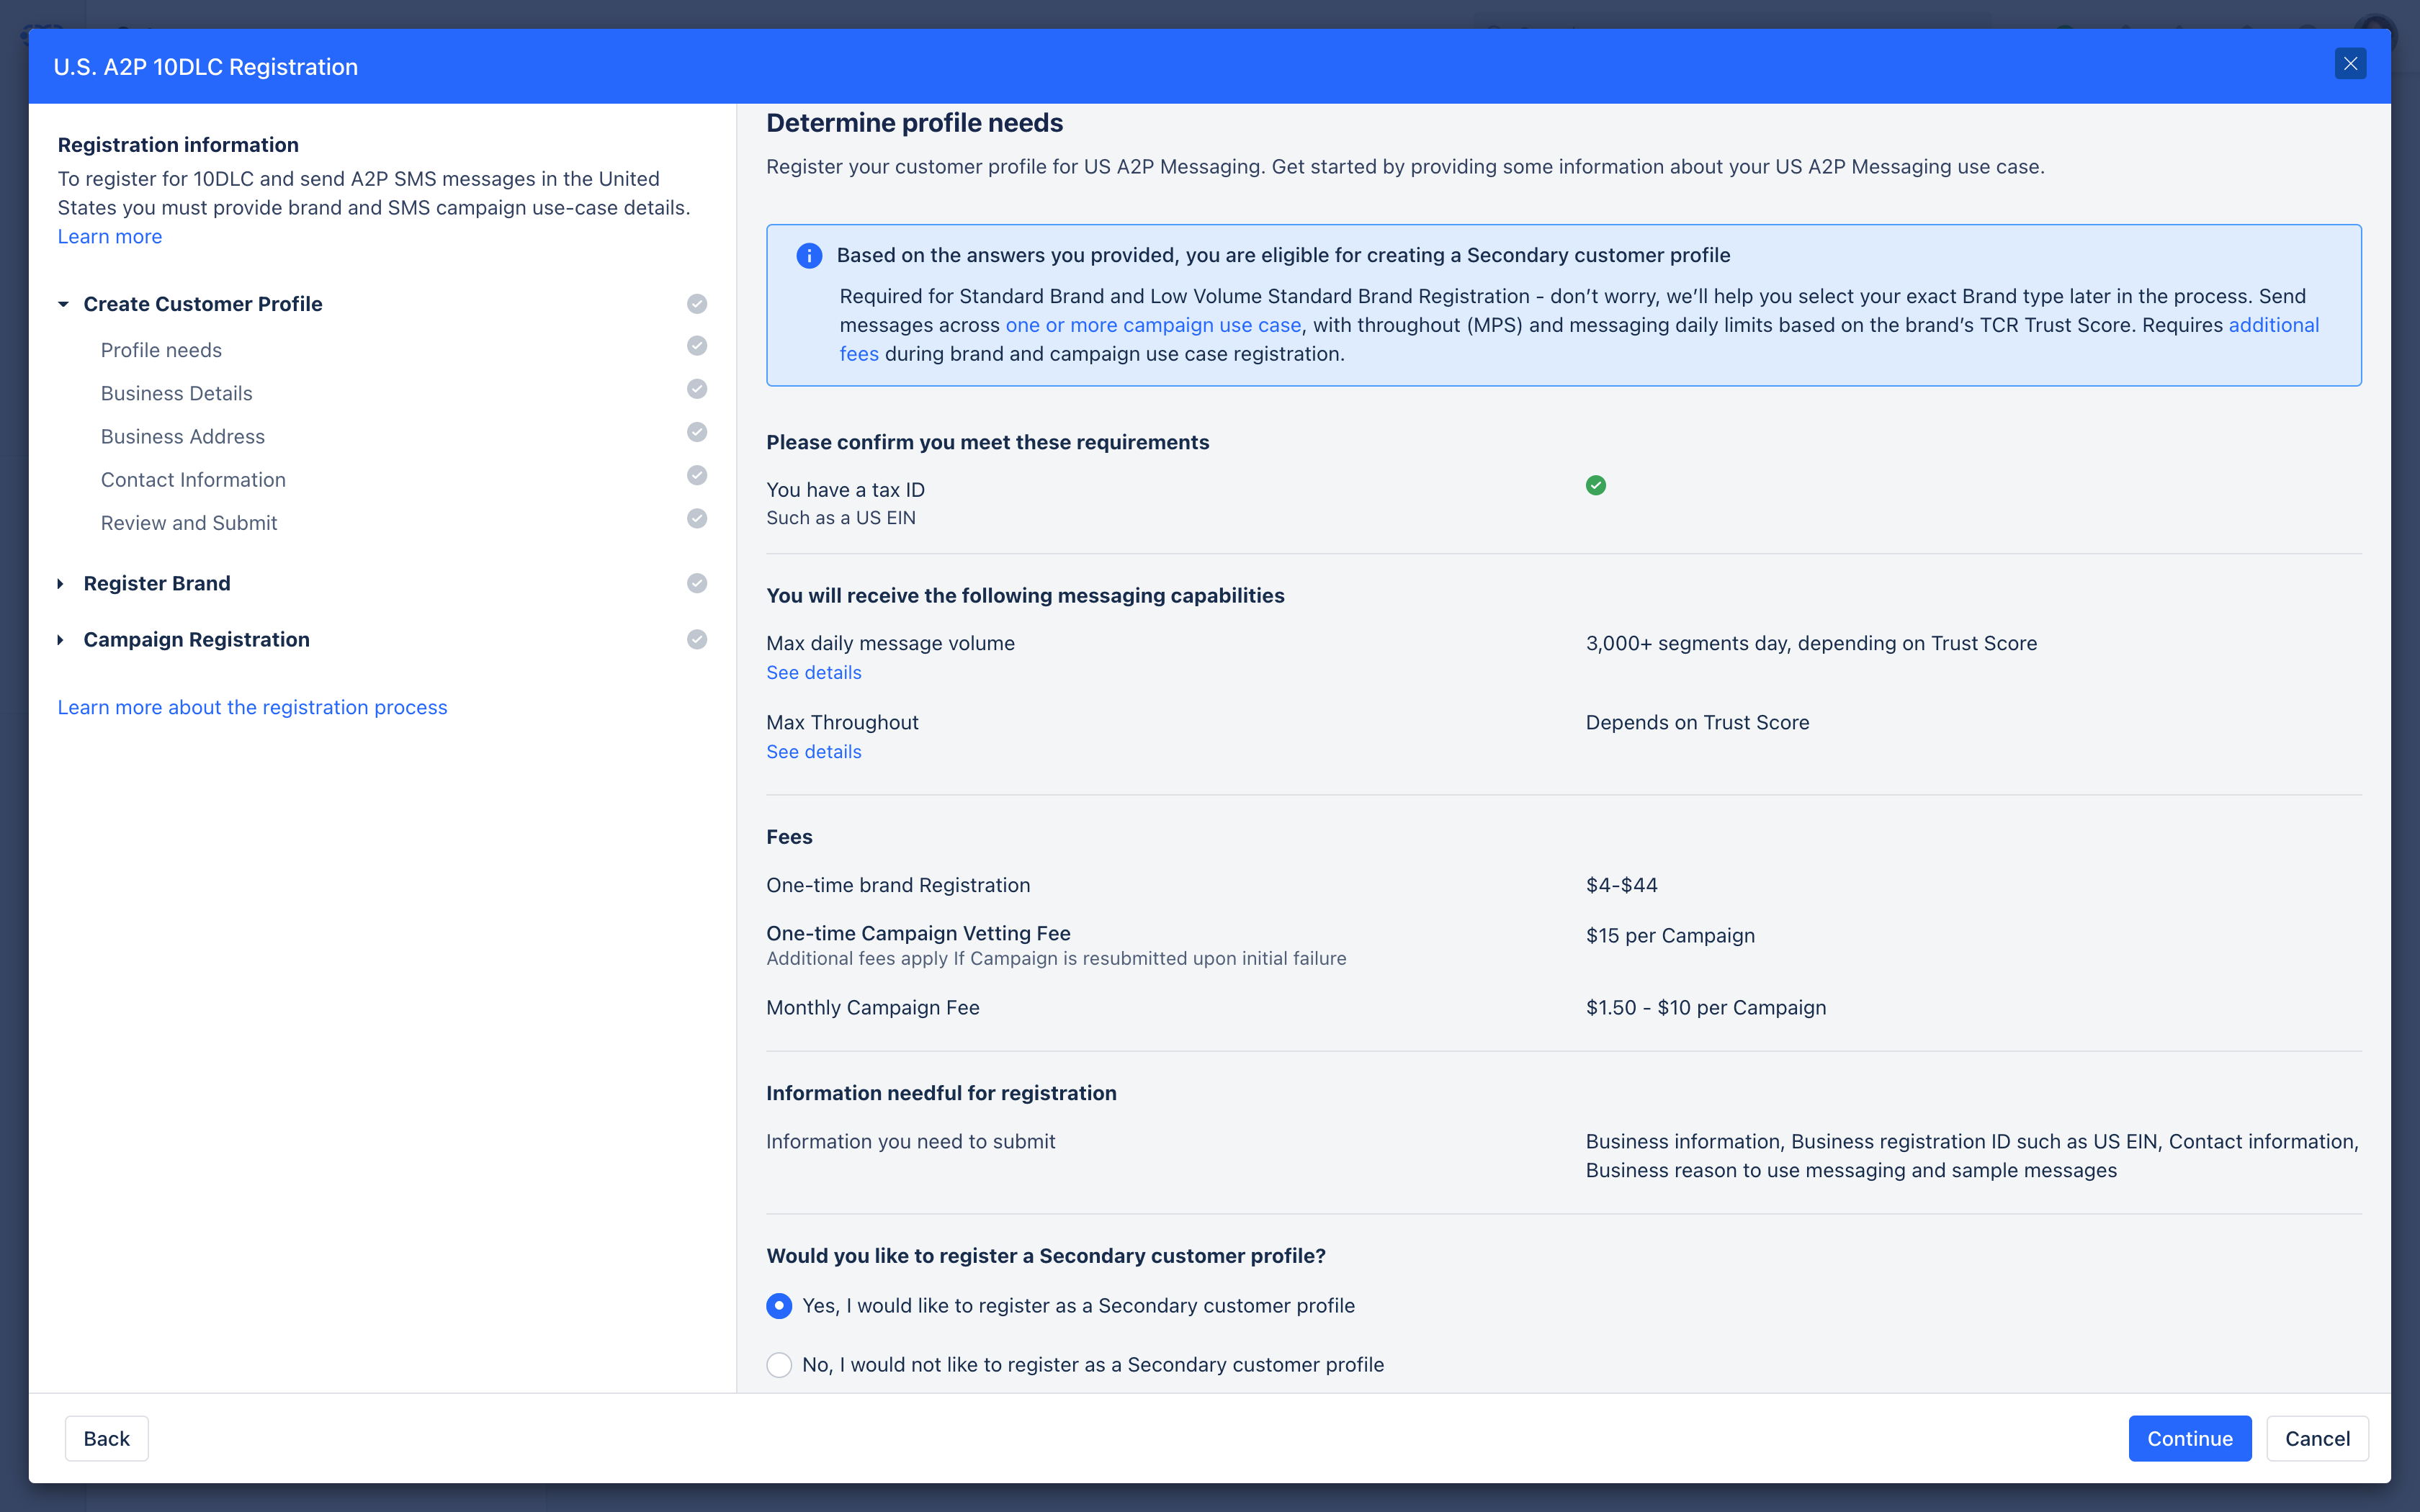 U.S. A2P 10DLC Registration
Registration information
To register for 10DLC and send A2P SMS messages in the United
States you must provide brand and SMS campaign use-case details.
Learn more
Create Customer Profile
Profile needs
Business Details
Business Address
Contact Information
Review and Submit
Register Brand
Campaign Registration
Learn more about the registration process
Determine profile needs
Register your customer profile for US A2P Messaging. Get started by providing some information about your US A2P Messaging use case.
Based on the answers you provided, you are eligible for creating a Secondary customer profile
Required for Standard Brand and Low Volume Standard Brand Registration - don’t worry, we’ll help you select your exact Brand type later in the process. Send
messages across one or more campaign use case, with throughout (MPS) and messaging daily limits based on the brand’s TCR Trust Score. Requires additional
fees during brand and campaign use case registration.
Please confirm you meet these requirements
You have a tax ID
Such as a US EIN
You will receive the following messaging capabilities
Max daily message volume
3,000+ segments day, depending on Trust Score
See details
Max Throughout
Depends on Trust Score
See details
Fees
One-time brand Registration
$4-$44
One-time Campaign Vetting Fee
$15 per Campaign
Additional fees apply If Campaign is resubmitted upon initial failure
Monthly Campaign Fee
$1.50 - $10 per Campaign
Information needful for registration
Information you need to submit
Business information, Business registration ID such as US EIN, Contact information,
Business reason to use messaging and sample messages
Would you like to register a Secondary customer profile?
Yes, I would like to register as a Secondary customer profile
No, I would not like to register as a Secondary customer profile
Back
Continue
Cancel